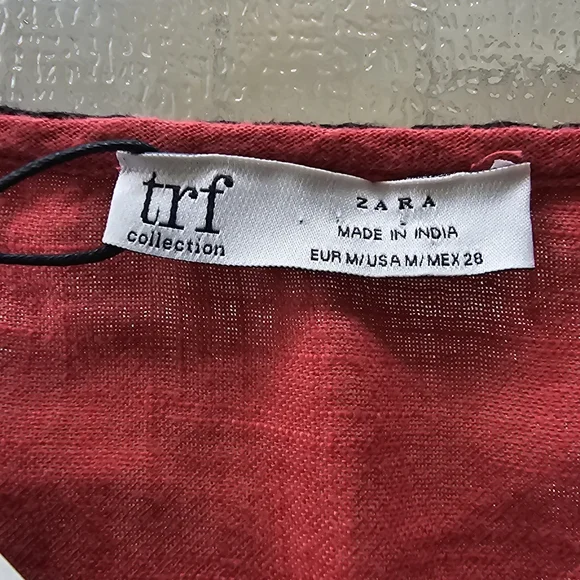 trf
collection
ZARA
MADE IN INDIA
EUR M/USA M/MEX 28